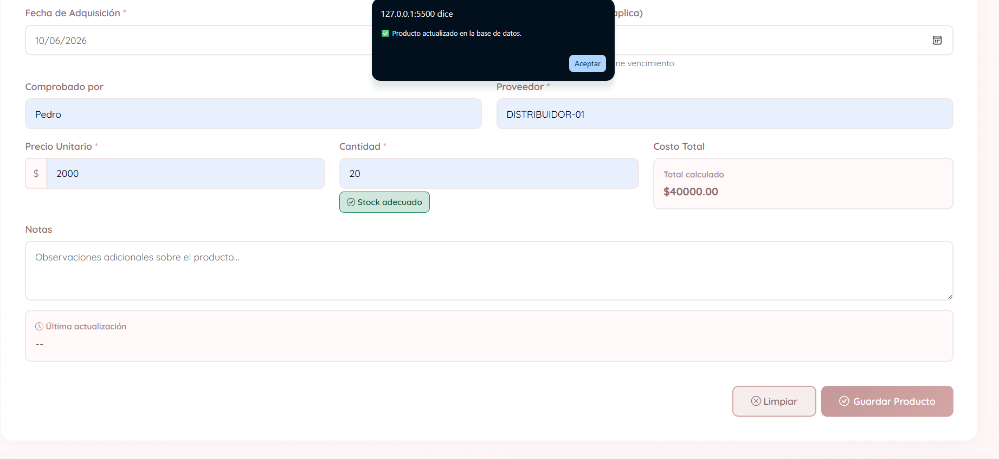 127.0.0.1:5500 dice
✅ Producto actualizado en la base de datos.
Aceptar
Fecha de Adquisición *
aplica)
10/06/2026
vencimiento
Comprobado por
Proveedor *
Pedro
DISTRIBUIDOR-01
Precio Unitario *
Cantidad *
Costo Total
$ 2000
20
Total calculado
$40000.00
Stock adecuado
Notas
Observaciones adicionales sobre el producto...
Última actualización
--
Limpiar
Guardar Producto